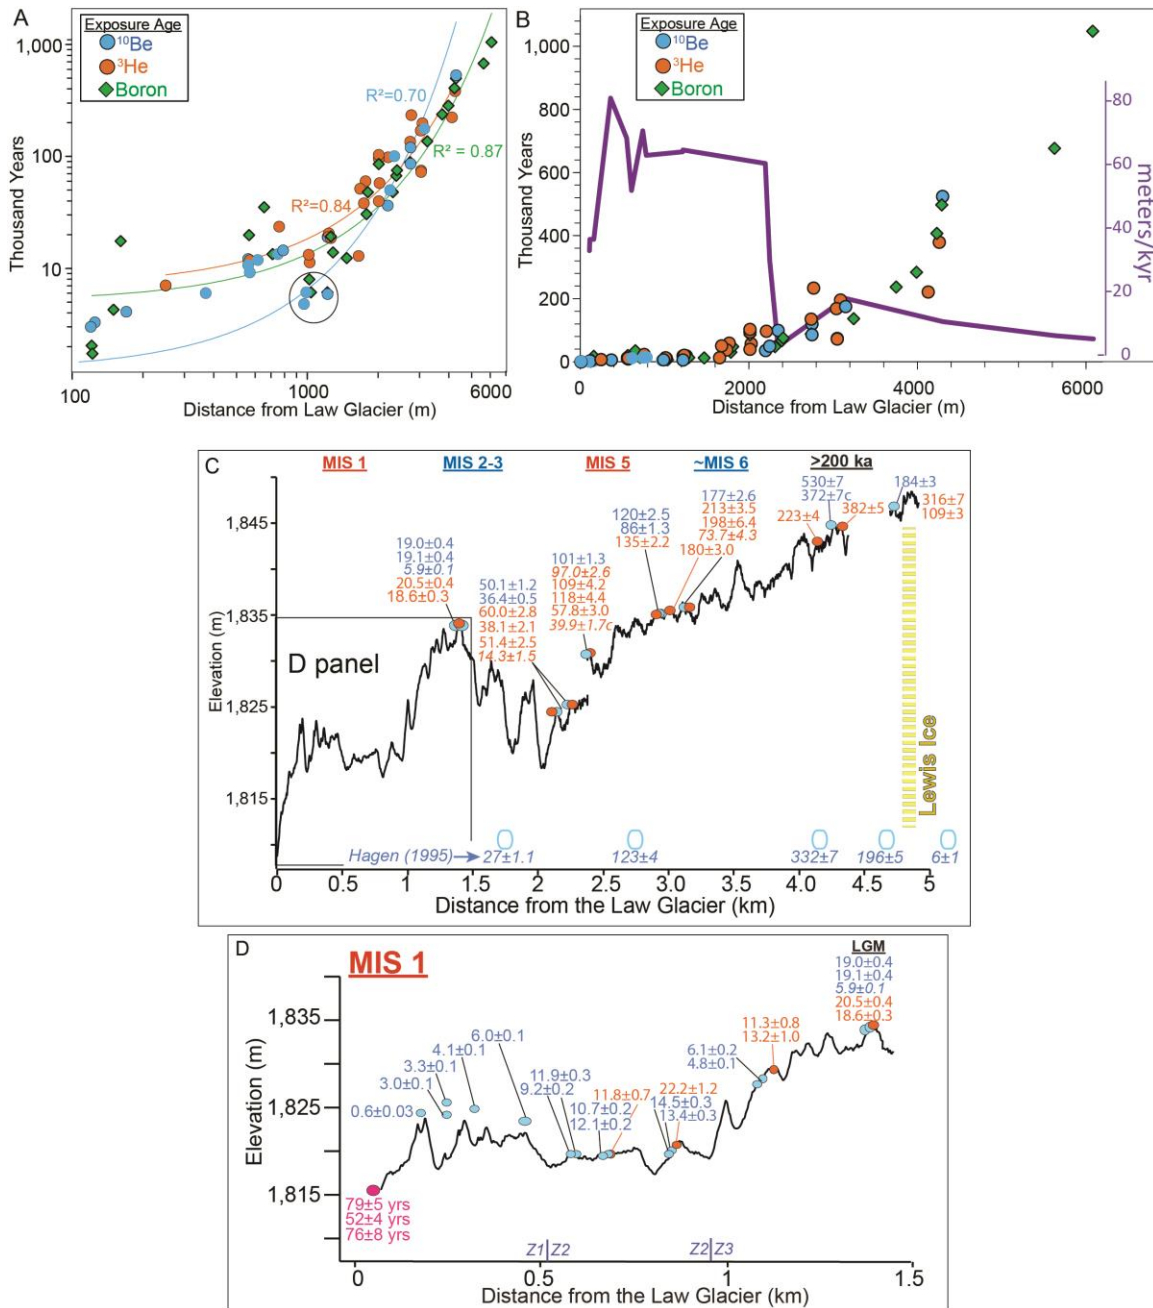 A
Exposure Age
¹⁰Be
³He
Boron
1,000
100
10
Thousand Years
R²=0.70
R² = 0.87
R²=0.84
100
1000
6000
Distance from Law Glacier (m)
B
Exposure Age
¹⁰Be
³He
Boron
1,000
800
600
400
200
0
Thousand Years
80
60
40
20
0
meters/kyr
0
2000
4000
6000
Distance from Law Glacier (m)
C
MIS 1
MIS 2-3
MIS 5
~MIS 6
>200 ka
1,845
1,835
1,825
1,815
Elevation (m)
19.0±0.4
19.1±0.4
5.9±0.1
20.5±0.4
18.6±0.3
50.1±1.2
36.4±0.5
60.0±2.8
38.1±2.1
51.4±2.5
14.3±1.5
101±1.3
97.0±2.6
109±4.2
118±4.4
57.8±3.0
39.9±1.7c
120±2.5
86±1.3
135±2.2
177±2.6
213±3.5
198±6.4
73.7±4.3
180±3.0
530±7
372±7c
223±4
382±5
184±3
316±7
109±3
D panel
Lewis Ice
Hagen (1995)
27±1.1
123±4
332±7
196±5
6±1
0
0.5
1
1.5
2
2.5
3.0
3.5
4.0
4.5
5
Distance from the Law Glacier (km)
D
MIS 1
LGM
19.0±0.4
19.1±0.4
5.9±0.1
20.5±0.4
18.6±0.3
1,835
1,825
1,815
Elevation (m)
0.6±0.03
3.0±0.1
3.3±0.1
4.1±0.1
6.0±0.1
11.9±0.3
9.2±0.2
10.7±0.2
12.1±0.2
11.8±0.7
22.2±1.2
14.5±0.3
13.4±0.3
6.1±0.2
4.8±0.1
11.3±0.8
13.2±1.0
79±5 yrs
52±4 yrs
76±8 yrs
Z1|Z2
Z2|Z3
0
0.5
1
1.5
Distance from the Law Glacier (km)